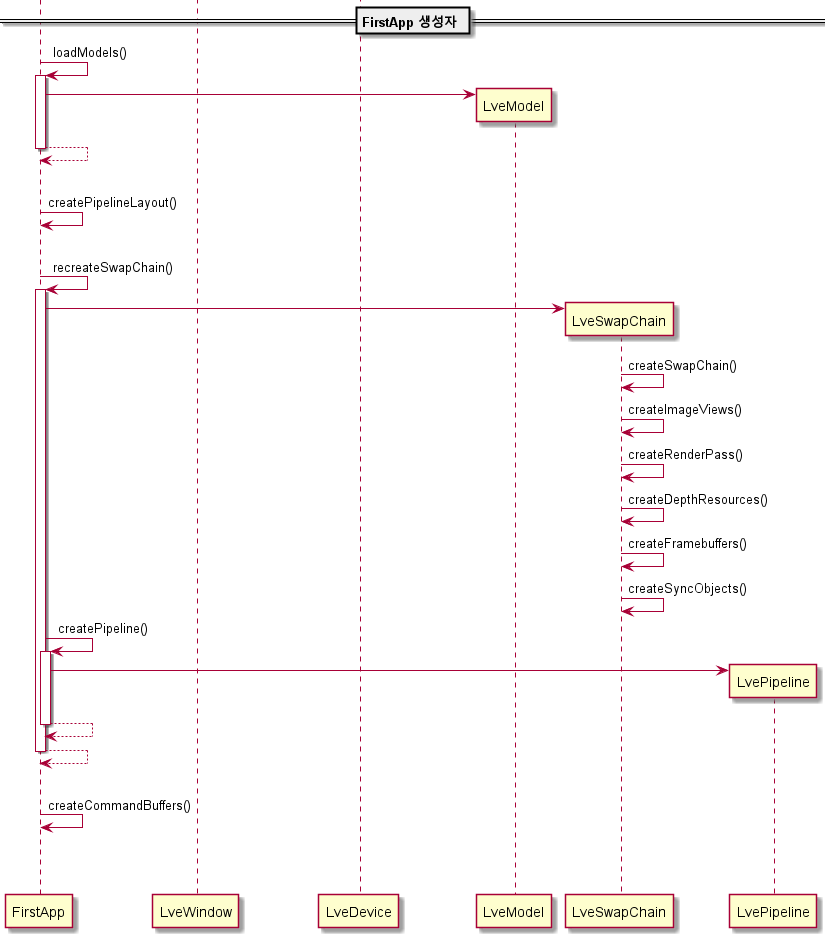 FirstApp 생성자
loadModels()
LveModel
createPipelineLayout()
recreateSwapChain()
LveSwapChain
createSwapChain()
createImageViews()
createRenderPass()
createDepthResources()
createFramebuffers()
createSyncObjects()
createPipeline()
LvePipeline
createCommandBuffers()
FirstApp LveWindow LveDevice LveModel LveSwapChain LvePipeline